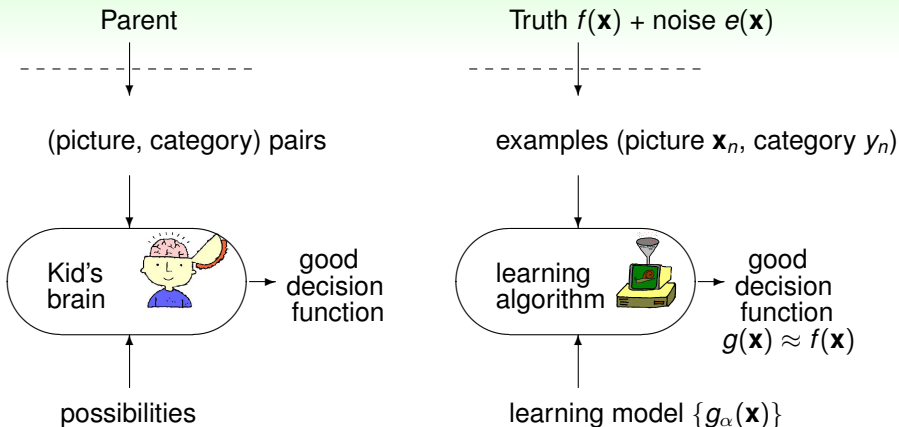 Parent
(picture, category) pairs
Kid's
brain
good
decision
function
possibilities
Truth f(x) + noise e(x)
examples (picture xₙ, category yₙ)
learning
algorithm
good
decision
function
g(x) ≈ f(x)
learning model {g_α(x)}